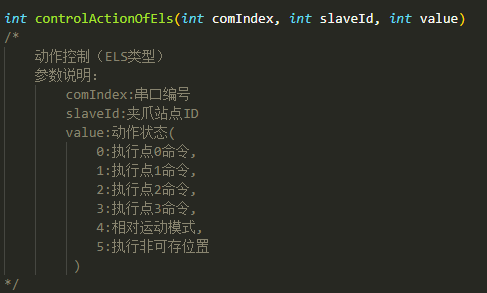 int controlActionOfEls(int comIndex, int slaveId, int value)
/*
动作控制（ELS类型）
参数说明：
comIndex:串口编号
slaveId:夹爪站点ID
value:动作状态(
0:执行点0命令,
1:执行点1命令,
2:执行点2命令,
3:执行点3命令,
4:相对运动模式,
5:执行非可存位置
)
*/